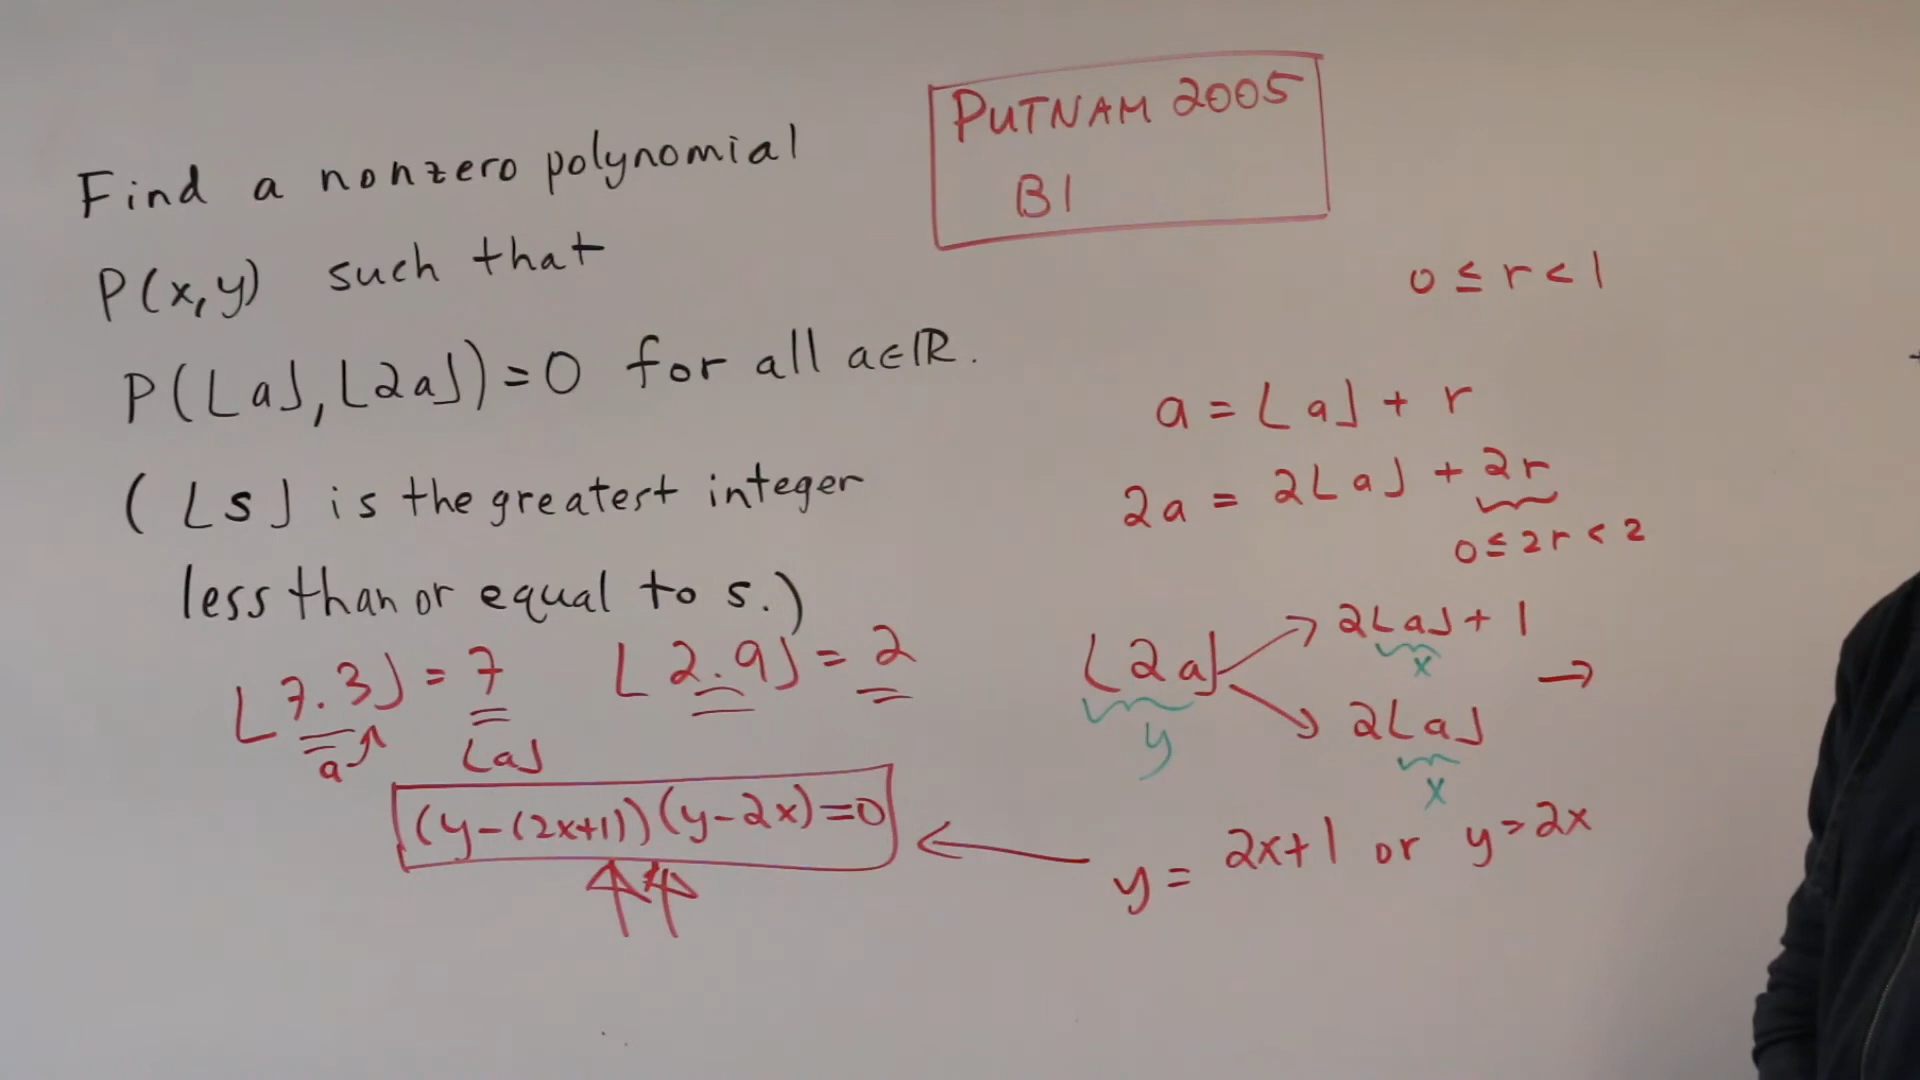 PUTNAM 2005
B1
Find a nonzero polynomial
P(x,y) such that
P(⌊a⌋,⌊2a⌋)=0 for all a∈ℝ.
(⌊s⌋ is the greatest integer
less than or equal to s.)
⌊7.3⌋ = 7 ⌊2.9⌋ = 2
a ⌊a⌋
(y-(2x+1))(y-2x)=0
0 ≤ r < 1
a = ⌊a⌋ + r
2a = 2⌊a⌋ + 2r
0 ≤ 2r < 2
⌊2a⌋ → 2⌊a⌋ + 1
x
→ 2⌊a⌋ →
y x
y = 2x+1 or y=2x